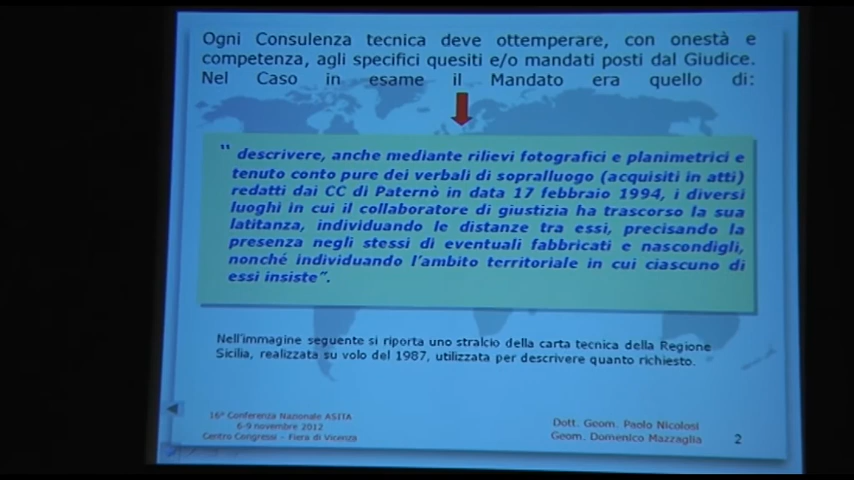 Ogni Consulenza tecnica deve ottemperare, con onestà e
competenza, agli specifici quesiti e/o mandati posti dal Giudice.
Nel Caso in esame il Mandato era quello di:
" descrivere, anche mediante rilievi fotografici e planimetrici e
tenuto conto pure dei verbali di sopralluogo (acquisiti in atti)
redatti dai CC di Paternò in data 17 febbraio 1994, i diversi
luoghi in cui il collaboratore di giustizia ha trascorso la sua
latitanza, individuando le distanze tra essi, precisando la
presenza negli stessi di eventuali fabbricati e nascondigli,
nonché individuando l'ambito territoriale in cui ciascuno di
essi insiste".
Nell'immagine seguente si riporta uno stralcio della carta tecnica della Regione
Sicilia, realizzata su volo del 1987, utilizzata per descrivere quanto richiesto.
16ª Conferenza Nazionale ASITA
6-9 novembre 2012
Centro Congressi - Fiera di Vicenza
Dott. Geom. Paolo Nicolosi
Geom. Domenico Mazzaglia
2